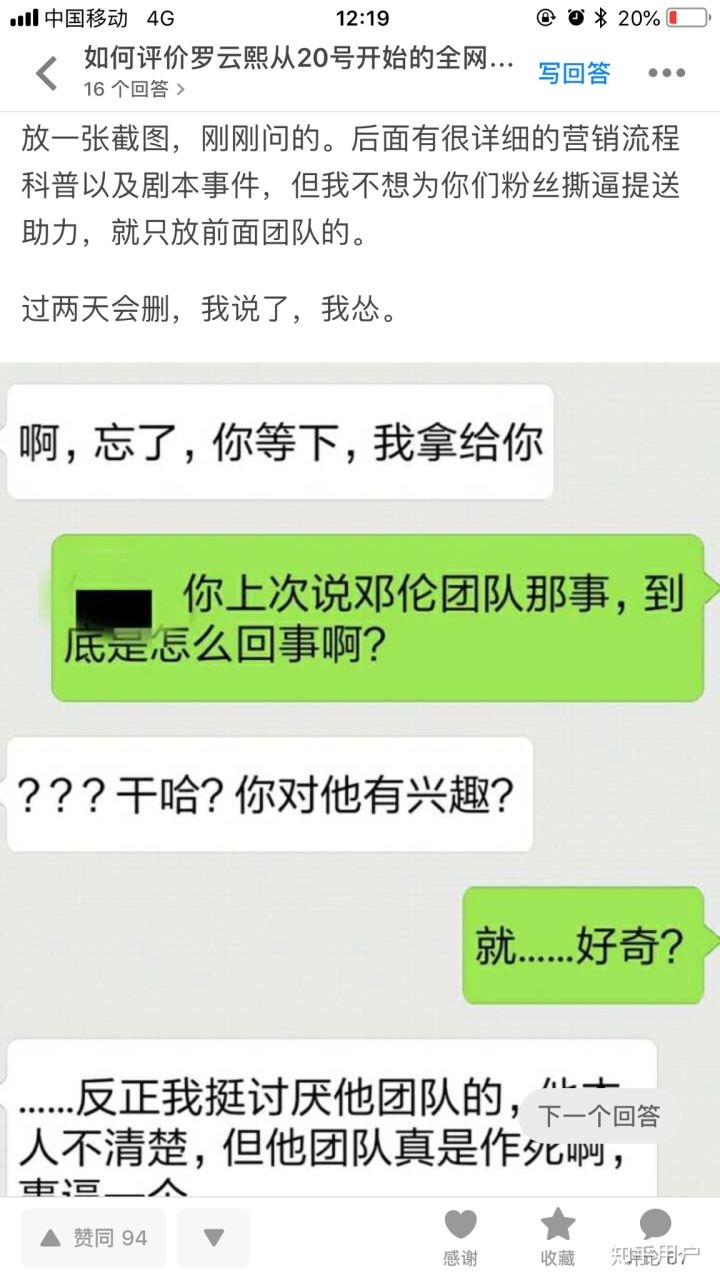 中国移动 4G 12:19 20%
如何评价罗云熙从20号开始的全网...
16 个回答 >
写回答
放一张截图，刚刚问的。后面有很详细的营销流程
科普以及剧本事件，但我不想为你们粉丝撕逼提送
助力，就只放前面团队的。
过两天会删，我说了，我怂。
啊，忘了，你等下，我拿给你
你上次说邓伦团队那事，到
底是怎么回事啊？
？？？干哈？你对他有兴趣？
就......好奇？
......反正我挺讨厌他团队的，他本
人不清楚，但他团队真是作死啊，
事逼一个
下一个回答
赞同 94
感谢
收藏
评论 67
知乎用户